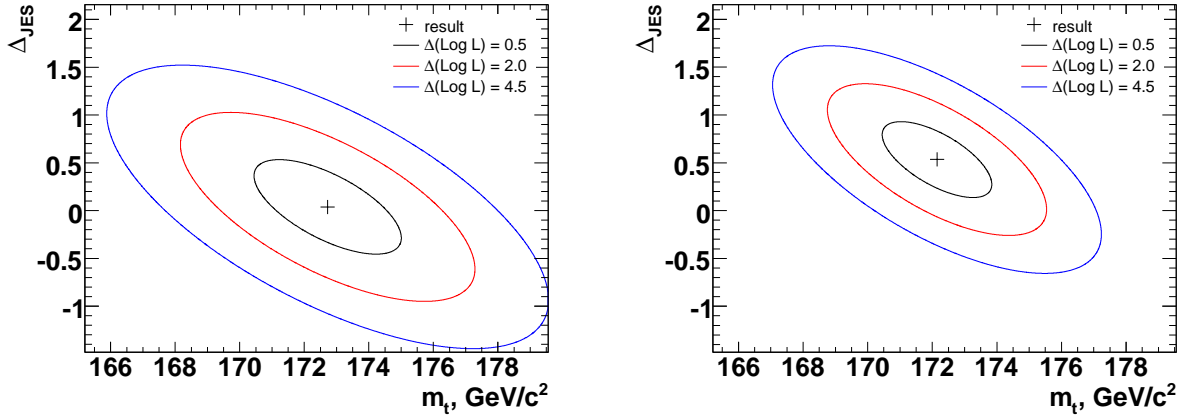 Δ_JES
2
1.5
1
0.5
0
-0.5
-1
result
Δ(Log L) = 0.5
Δ(Log L) = 2.0
Δ(Log L) = 4.5
166 168 170 172 174 176 178
m_t, GeV/c²
Δ_JES
2
1.5
1
0.5
0
-0.5
-1
result
Δ(Log L) = 0.5
Δ(Log L) = 2.0
Δ(Log L) = 4.5
166 168 170 172 174 176 178
m_t, GeV/c²